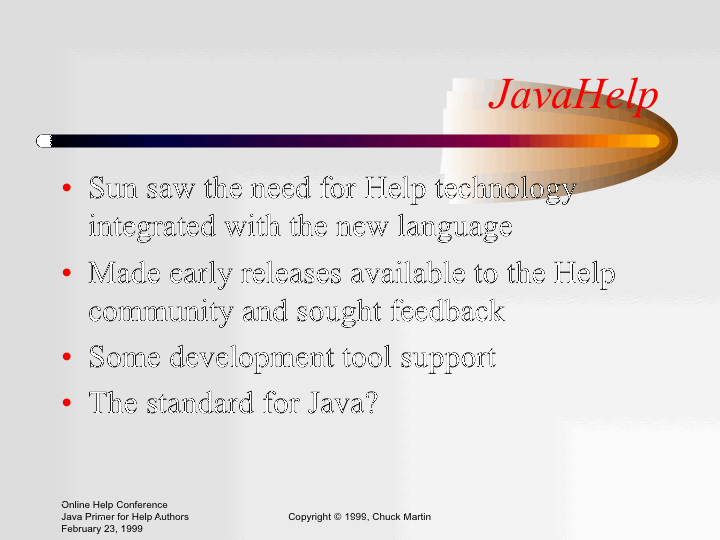 JavaHelp
• Sun saw the need for Help technology
integrated with the new language
• Made early releases available to the Help
community and sought feedback
• Some development tool support
• The standard for Java?
Online Help Conference
Java Primer for Help Authors
February 23, 1999
Copyright © 1999, Chuck Martin